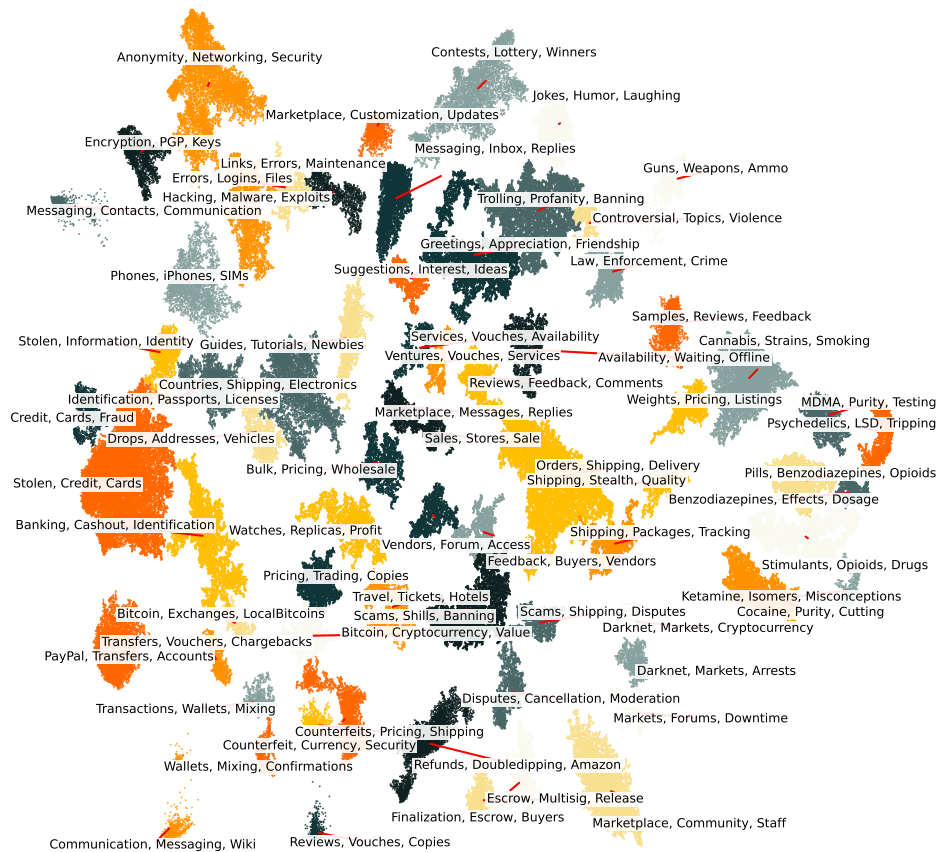 Contests, Lottery, Winners
Anonymity, Networking, Security
Jokes, Humor, Laughing
Marketplace, Customization, Updates
Encryption, PGP, Keys
Messaging, Inbox, Replies
Links, Errors, Maintenance
Guns, Weapons, Ammo
Errors, Logins, Files
Hacking, Malware, Exploits
Trolling, Profanity, Banning
Messaging, Contacts, Communication
Controversial, Topics, Violence
Greetings, Appreciation, Friendship
Law, Enforcement, Crime
Suggestions, Interest, Ideas
Phones, iPhones, SIMs
Samples, Reviews, Feedback
Services, Vouches, Availability
Stolen, Information, Identity
Guides, Tutorials, Newbies
Cannabis, Strains, Smoking
Ventures, Vouches, Services
Availability, Waiting, Offline
Countries, Shipping, Electronics
Reviews, Feedback, Comments
Identification, Passports, Licenses
Weights, Pricing, Listings
MDMA, Purity, Testing
Marketplace, Messages, Replies
Credit, Cards, Fraud
Psychedelics, LSD, Tripping
Drops, Addresses, Vehicles
Sales, Stores, Sale
Orders, Shipping, Delivery
Bulk, Pricing, Wholesale
Pills, Benzodiazepines, Opioids
Shipping, Stealth, Quality
Stolen, Credit, Cards
Benzodiazepines, Effects, Dosage
Banking, Cashout, Identification
Watches, Replicas, Profit
Shipping, Packages, Tracking
Vendors, Forum, Access
Feedback, Buyers, Vendors
Stimulants, Opioids, Drugs
Pricing, Trading, Copies
Travel, Tickets, Hotels
Ketamine, Isomers, Misconceptions
Bitcoin, Exchanges, LocalBitcoins
Scams, Shills, Banning
Scams, Shipping, Disputes
Cocaine, Purity, Cutting
Bitcoin, Cryptocurrency, Value
Darknet, Markets, Cryptocurrency
Transfers, Vouchers, Chargebacks
PayPal, Transfers, Accounts
Darknet, Markets, Arrests
Disputes, Cancellation, Moderation
Transactions, Wallets, Mixing
Markets, Forums, Downtime
Counterfeits, Pricing, Shipping
Counterfeit, Currency, Security
Wallets, Mixing, Confirmations
Refunds, Doubledipping, Amazon
Escrow, Multisig, Release
Finalization, Escrow, Buyers
Marketplace, Community, Staff
Communication, Messaging, Wiki
Reviews, Vouches, Copies